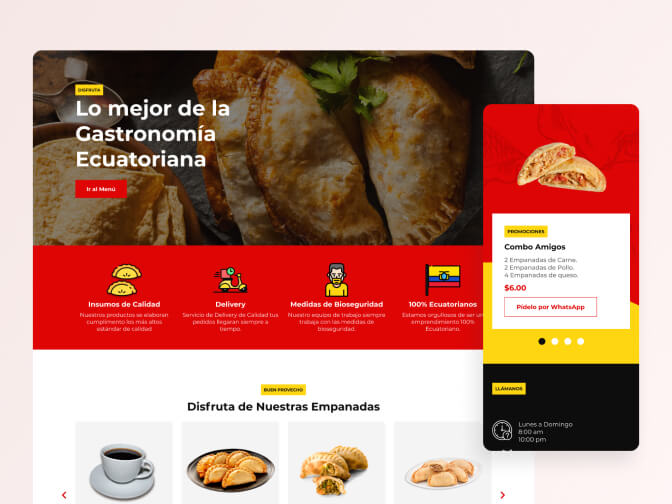 DISFRUTA
Lo mejor de la
Gastronomía
Ecuatoriana
Ir al Menú
Insumos de Calidad
Nuestros productos se elaboran
cumplimento los más altos
estándar de calidad
Delivery
Servicio de Delivery de Calidad tus
pedidos llegaran siempre a
tiempo.
Medidas de Bioseguridad
Nuestro equipo de trabajo siempre
trabaja con las medidas de
bioseguridad.
100% Ecuatorianos
Estamos orgullosos de ser un
emprendimiento 100%
Ecuatoriano.
BUEN PROVECHO
Disfruta de Nuestras Empanadas
PROMOCIONES
Combo Amigos
2 Empanadas de Carne.
2 Empanadas de Pollo.
4 Empanadas de queso.
$6.00
Pídelo por WhatsApp
LLÁMANOS
Lunes a Domingo
8:00 am
10:00 pm